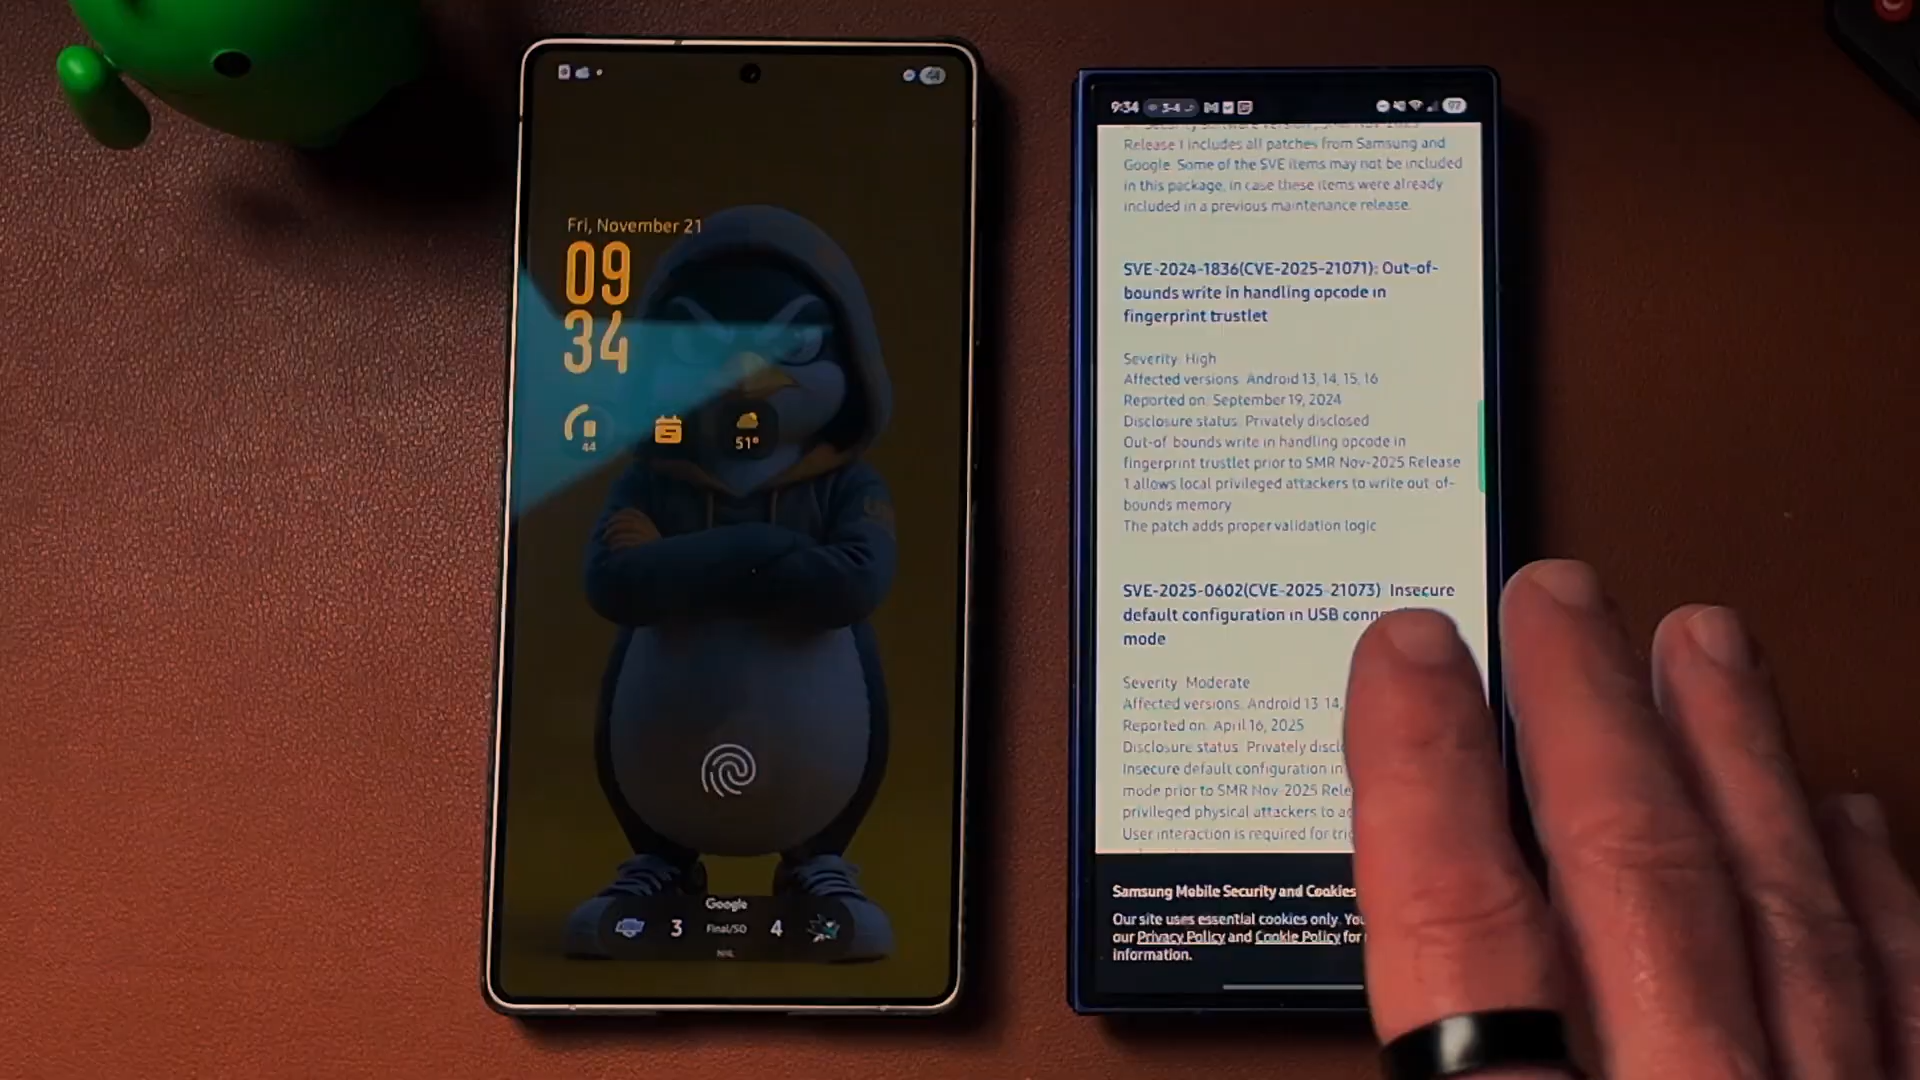 44
Fri, November 21
09
34
44
51°
Google
3 Final/SO 4
NHL
9:34 3-4 97
Release 1 includes all patches from Samsung and
Google. Some of the SVE items may not be included
in this package, in case these items were already
included in a previous maintenance release.
SVE-2024-1836(CVE-2025-21071): Out-of-
bounds write in handling opcode in
fingerprint trustlet
Severity: High
Affected versions: Android 13, 14, 15, 16
Reported on: September 19, 2024
Disclosure status: Privately disclosed
Out-of-bounds write in handling opcode in
fingerprint trustlet prior to SMR Nov-2025 Release
1 allows local privileged attackers to write out-of-
bounds memory
The patch adds proper validation logic
SVE-2025-0602(CVE-2025-21073) Insecure
default configuration in USB conn
mode
Severity: Moderate
Affected versions: Android 13, 14,
Reported on: April 16, 2025
Disclosure status: Privately discl
Insecure default configuration in
mode prior to SMR Nov-2025 Rele
privileged physical attackers to ac
User interaction is required for tri
Samsung Mobile Security and Cookies
Our site uses essential cookies only. You
our Privacy Policy and Cookie Policy for
information.